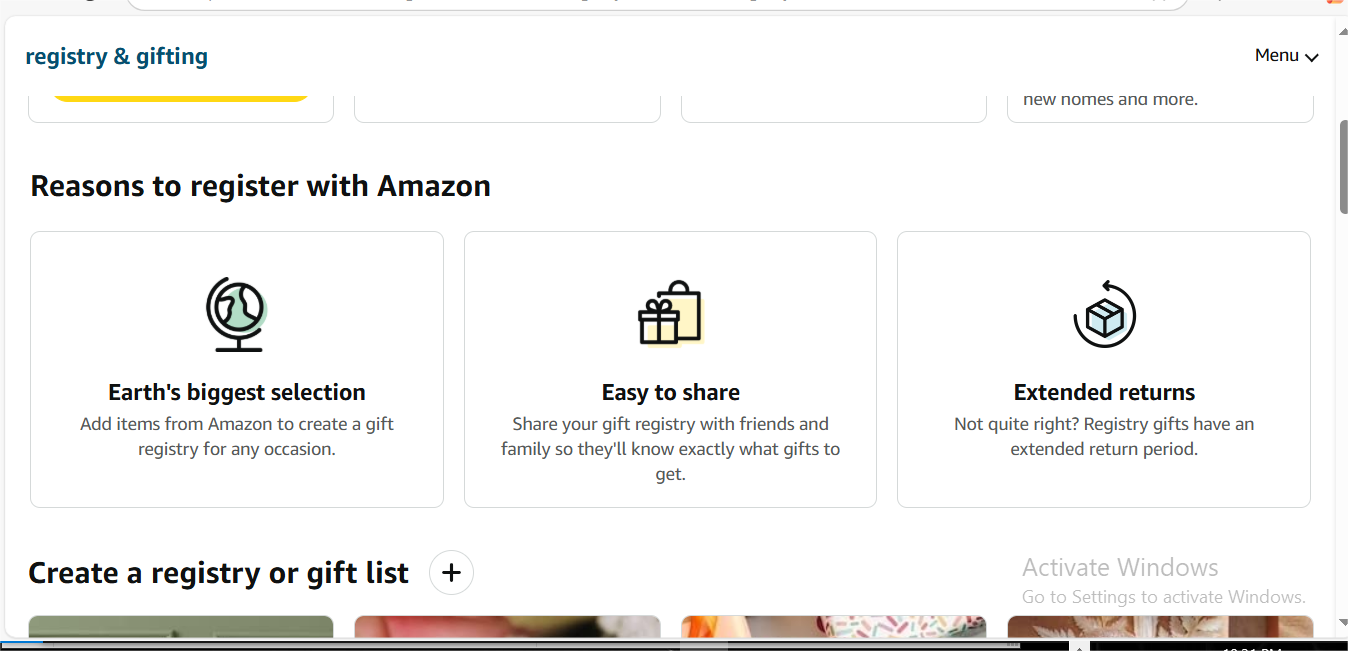 registry & gifting
Menu
new homes and more.
Reasons to register with Amazon
Earth's biggest selection
Add items from Amazon to create a gift
registry for any occasion.
Easy to share
Share your gift registry with friends and
family so they'll know exactly what gifts to
get.
Extended returns
Not quite right? Registry gifts have an
extended return period.
Create a registry or gift list
Activate Windows
Go to Settings to activate Windows.